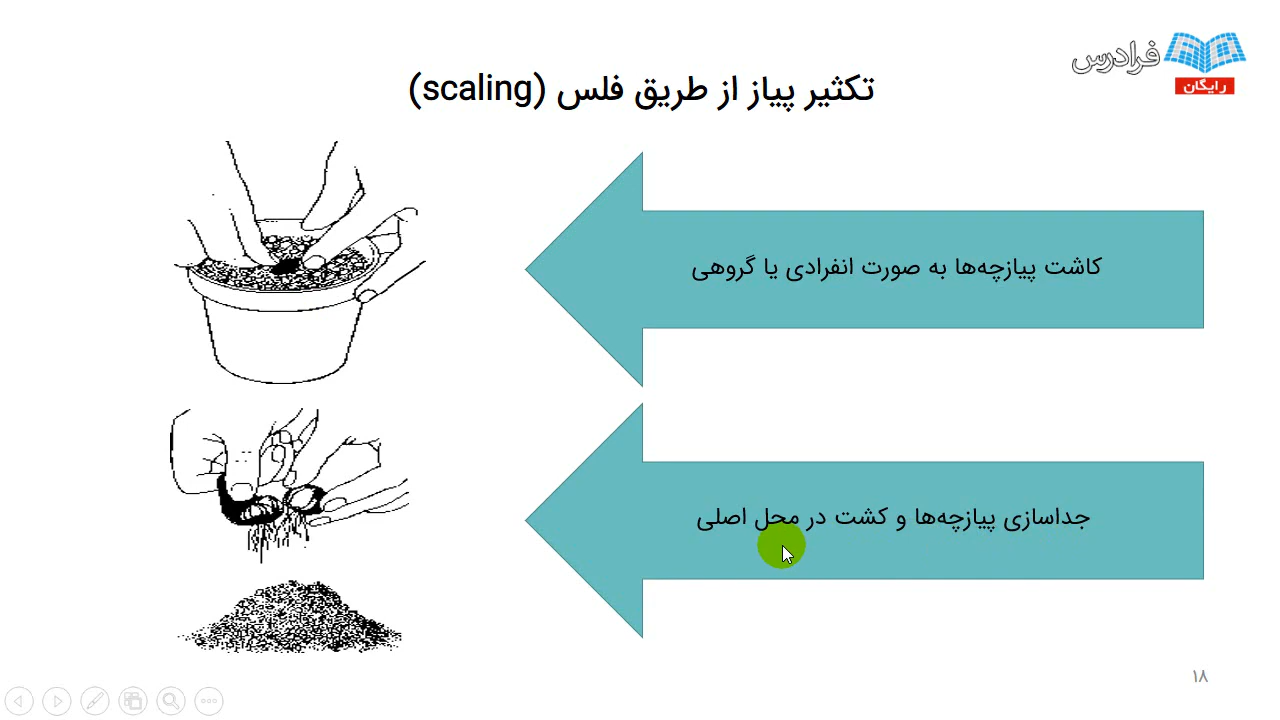 فرادرس
رایگان
تکثیر پیاز از طریق فلس (scaling)
کاشت پیازچه‌ها به صورت انفرادی یا گروهی
جداسازی پیازچه‌ها و کشت در محل اصلی
۱۸